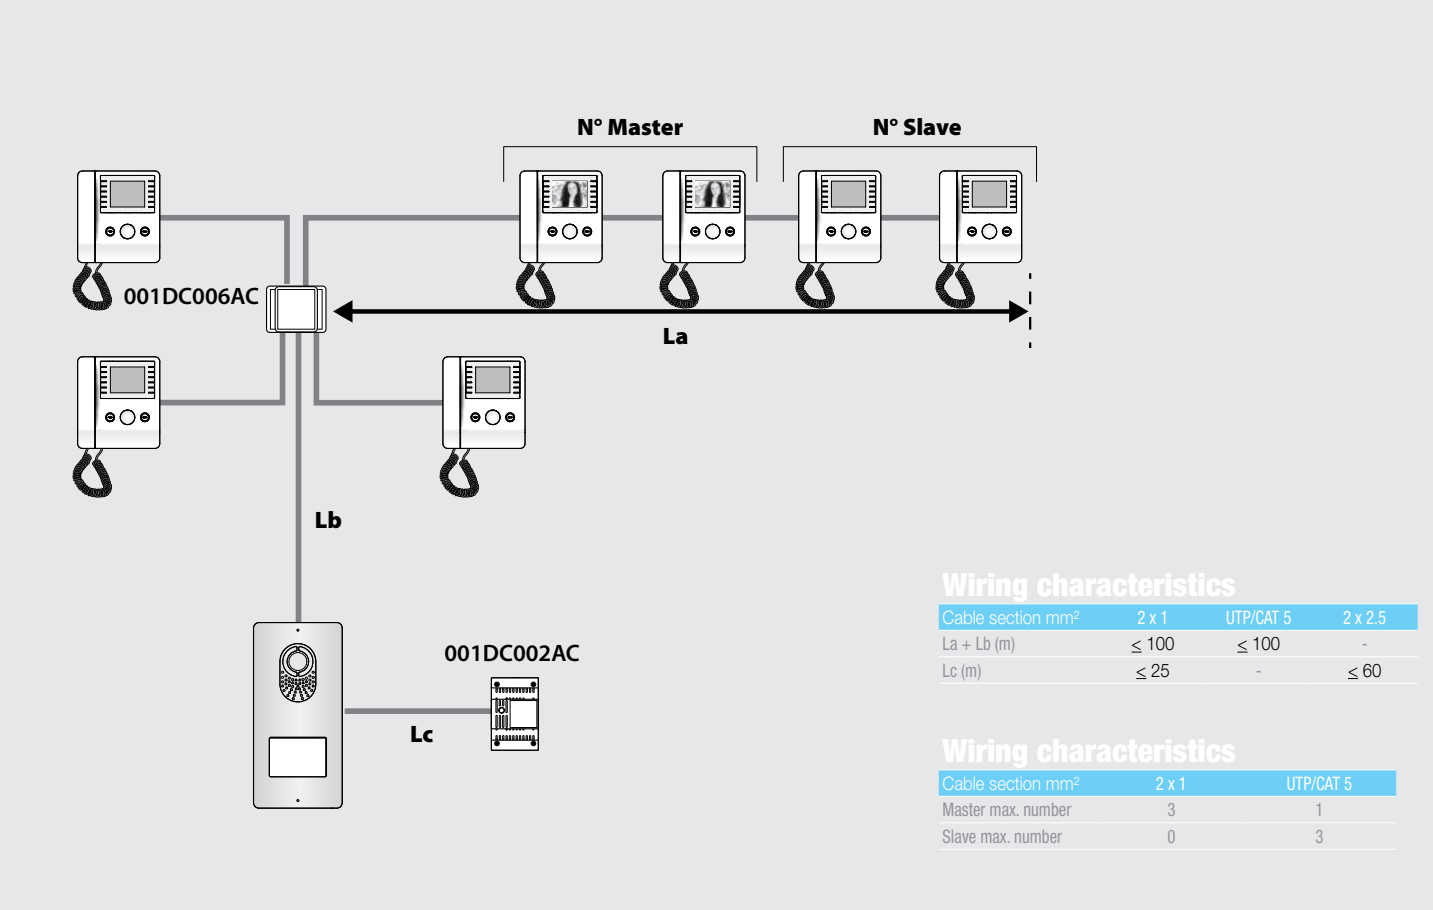 N° Master
N° Slave
001DC006AC
La
Lb
001DC002AC
Lc
Wiring characteristics
Cable section mm² 2 x 1 UTP/CAT 5 2 x 2.5
La + Lb (m) ≤ 100 ≤ 100 -
Lc (m) ≤ 25 - ≤ 60
Wiring characteristics
Cable section mm² 2 x 1 UTP/CAT 5
Master max. number 3 1
Slave max. number 0 3